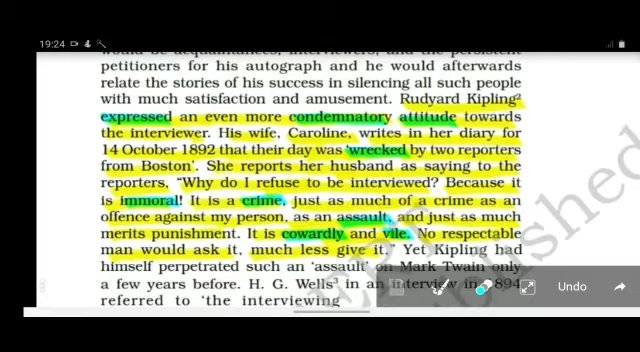 19:24
would be acquaintances, interviewers, and the persistent
petitioners for his autograph and he would afterwards
relate the stories of his success in silencing all such people
with much satisfaction and amusement. Rudyard Kipling²
expressed an even more condemnatory attitude towards
the interviewer. His wife, Caroline, writes in her diary for
14 October 1892 that their day was 'wrecked by two reporters
from Boston'. She reports her husband as saying to the
reporters, "Why do I refuse to be interviewed? Because it
is immoral! It is a crime, just as much of a crime as an
offence against my person, as an assault, and just as much
merits punishment. It is cowardly and vile. No respectable
man would ask it, much less give it. Yet Kipling had
himself perpetrated such an 'assault' on Mark Twain only
a few years before. H. G. Wells³ in an interview in 1894
referred to 'the interviewing
Undo